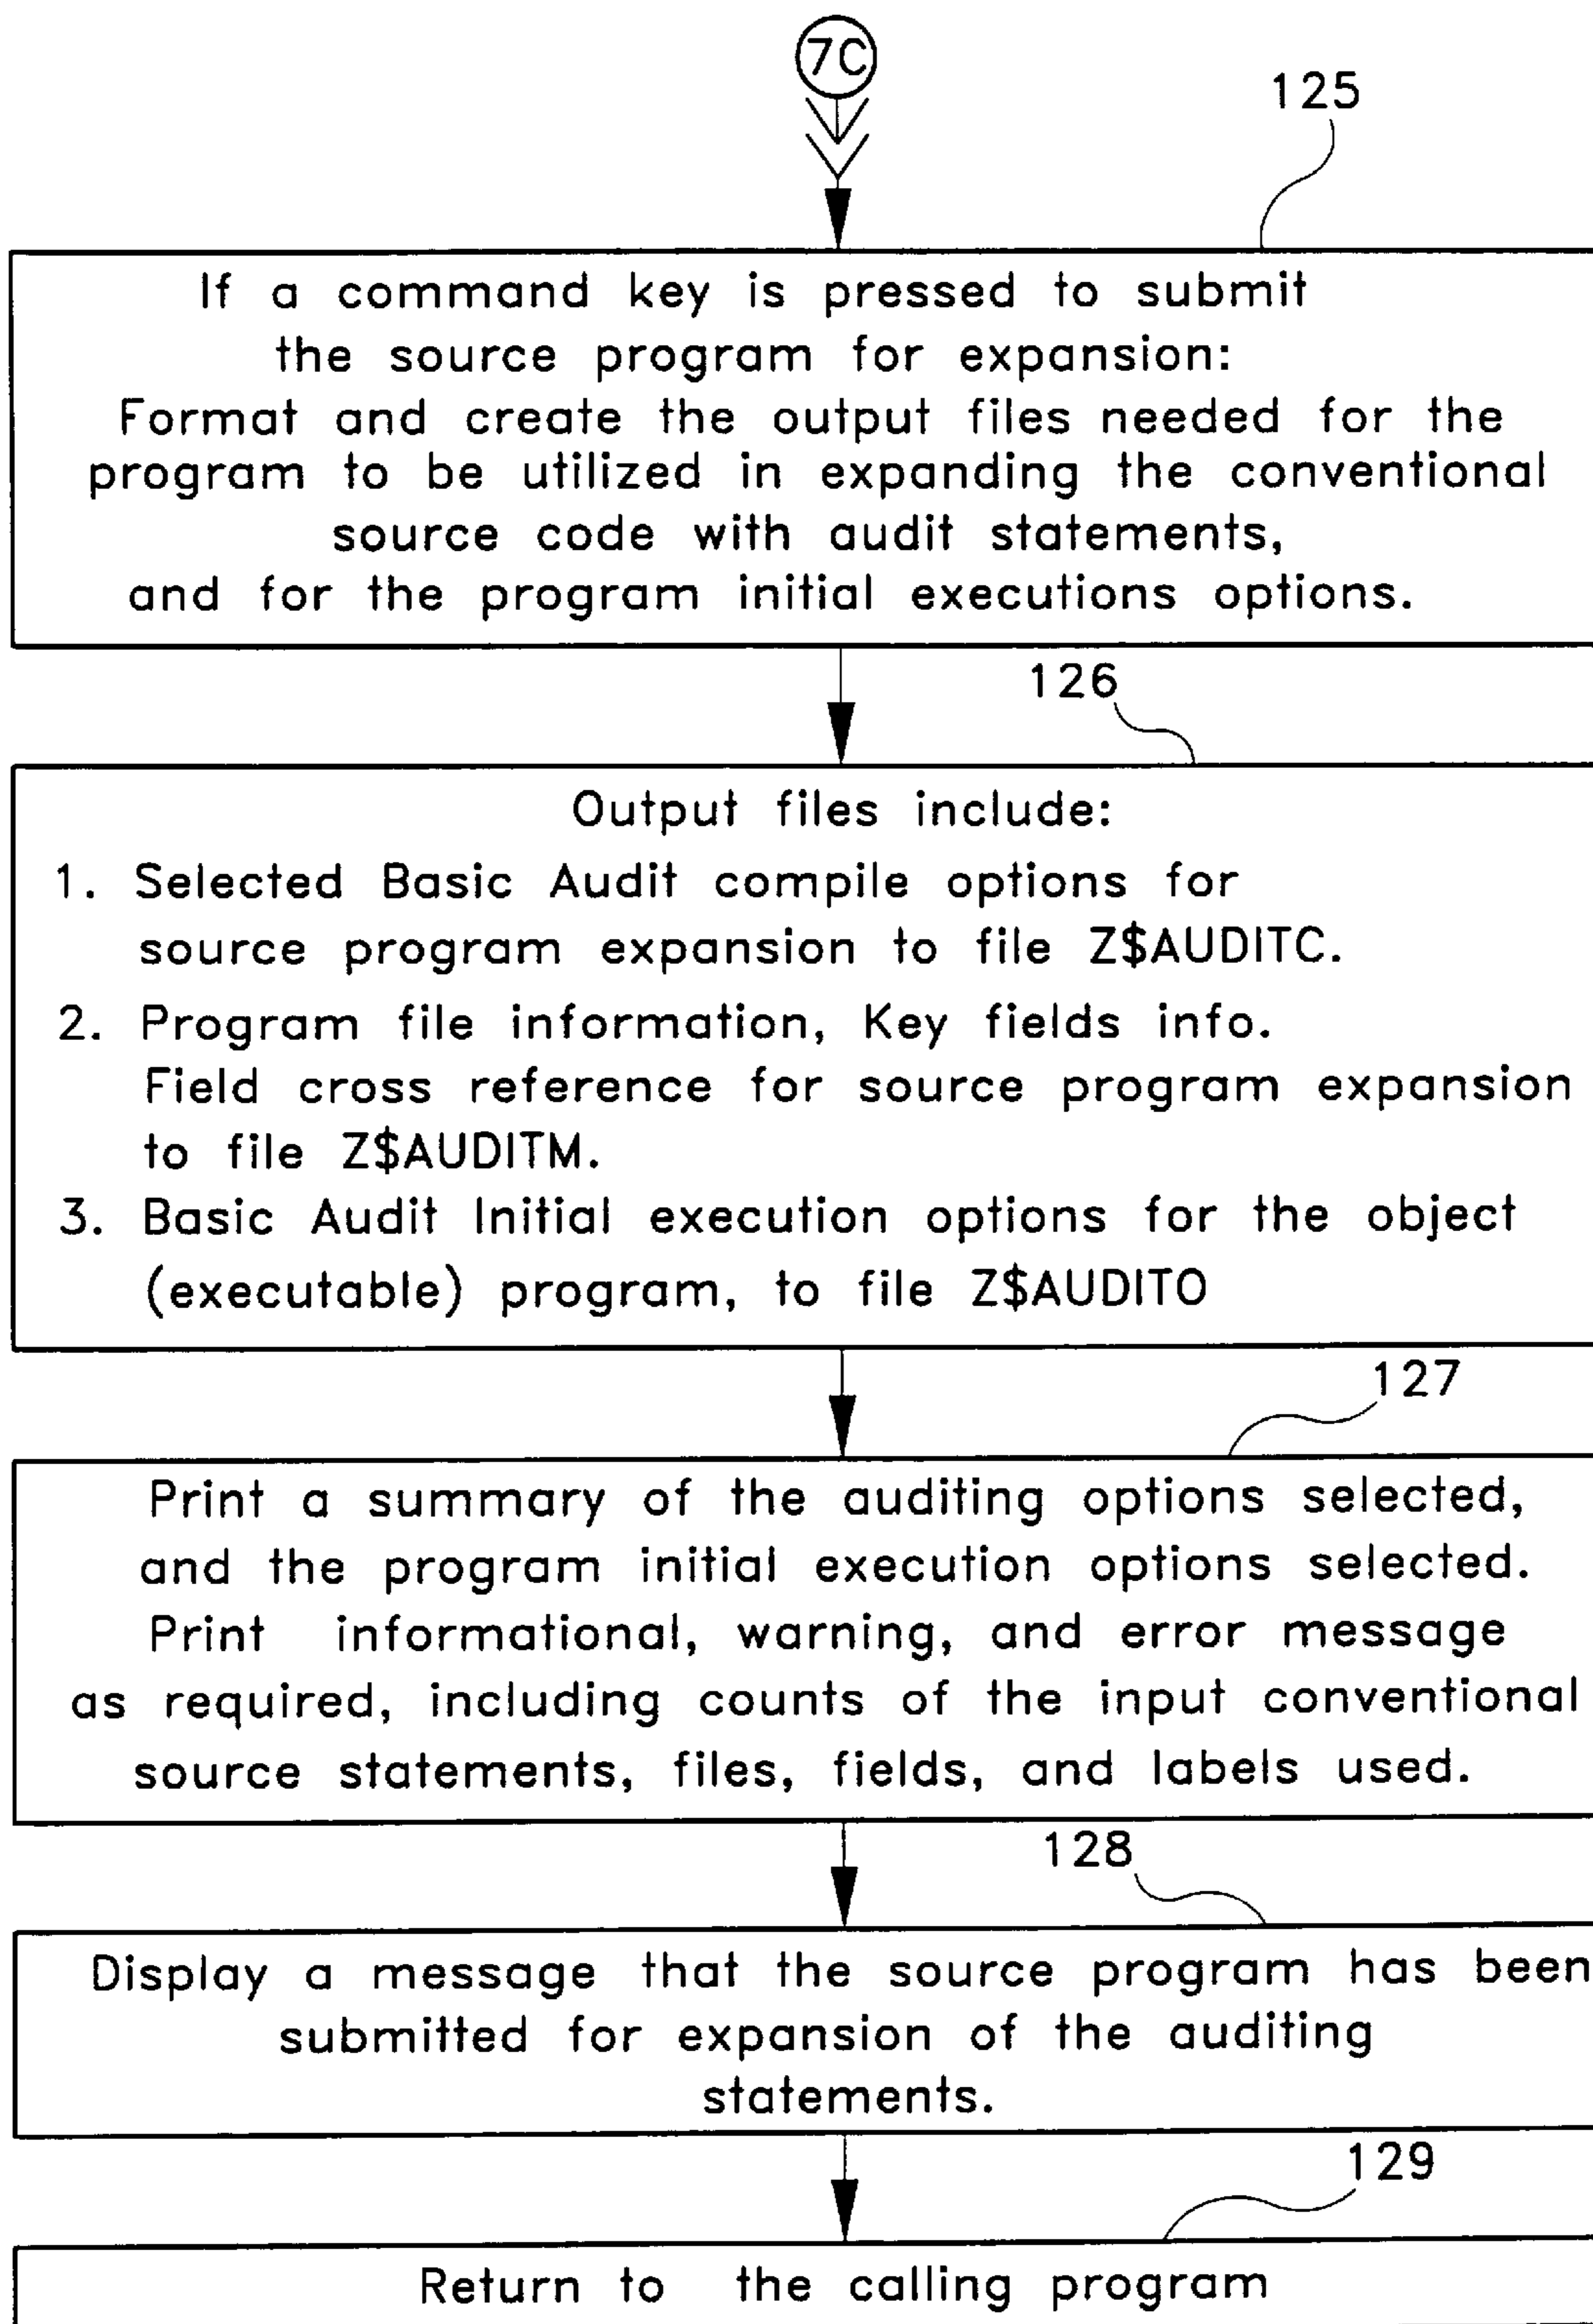 7C
125
If a command key is pressed to submit
the source program for expansion:
Format and create the output files needed for the
program to be utilized in expanding the conventional
source code with audit statements,
and for the program initial executions options.
126
Output files include:
1. Selected Basic Audit compile options for
source program expansion to file Z$AUDITC.
2. Program file information, Key fields info.
Field cross reference for source program expansion
to file Z$AUDITM.
3. Basic Audit Initial execution options for the object
(executable) program, to file Z$AUDITO
127
Print a summary of the auditing options selected,
and the program initial execution options selected.
Print informational, warning, and error message
as required, including counts of the input conventional
source statements, files, fields, and labels used.
128
Display a message that the source program has been
submitted for expansion of the auditing
statements.
129
Return to the calling program